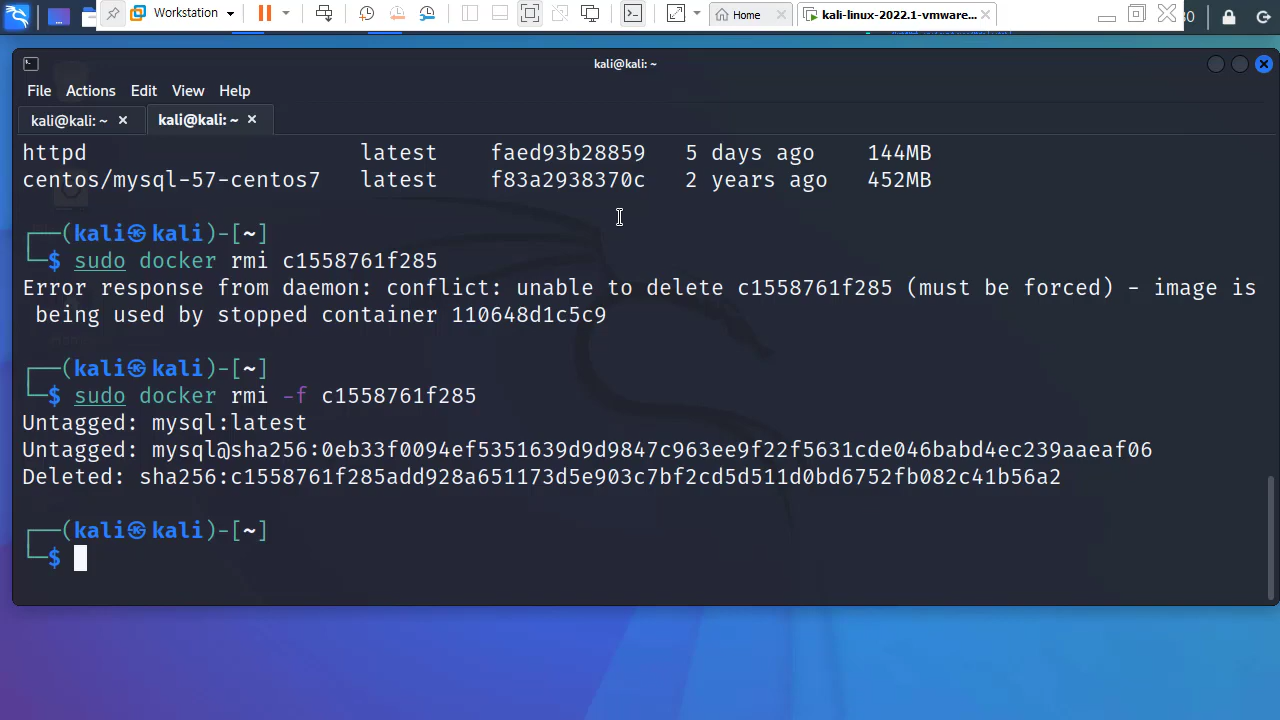 Workstation
Home
kali-linux-2022.1-vmware...
kali@kali: ~
File Actions Edit View Help
kali@kali: ~
kali@kali: ~
httpd latest faed93b28859 5 days ago 144MB
centos/mysql-57-centos7 latest f83a2938370c 2 years ago 452MB
┌──(kali㉿kali)-[~]
└─$ sudo docker rmi c1558761f285
Error response from daemon: conflict: unable to delete c1558761f285 (must be forced) - image is
being used by stopped container 110648d1c5c9
┌──(kali㉿kali)-[~]
└─$ sudo docker rmi -f c1558761f285
Untagged: mysql:latest
Untagged: mysql@sha256:0eb33f0094ef5351639d9d9847c963ee9f22f5631cde046babd4ec239aaeaf06
Deleted: sha256:c1558761f285add928a651173d5e903c7bf2cd5d511d0bd6752fb082c41b56a2
┌──(kali㉿kali)-[~]
└─$